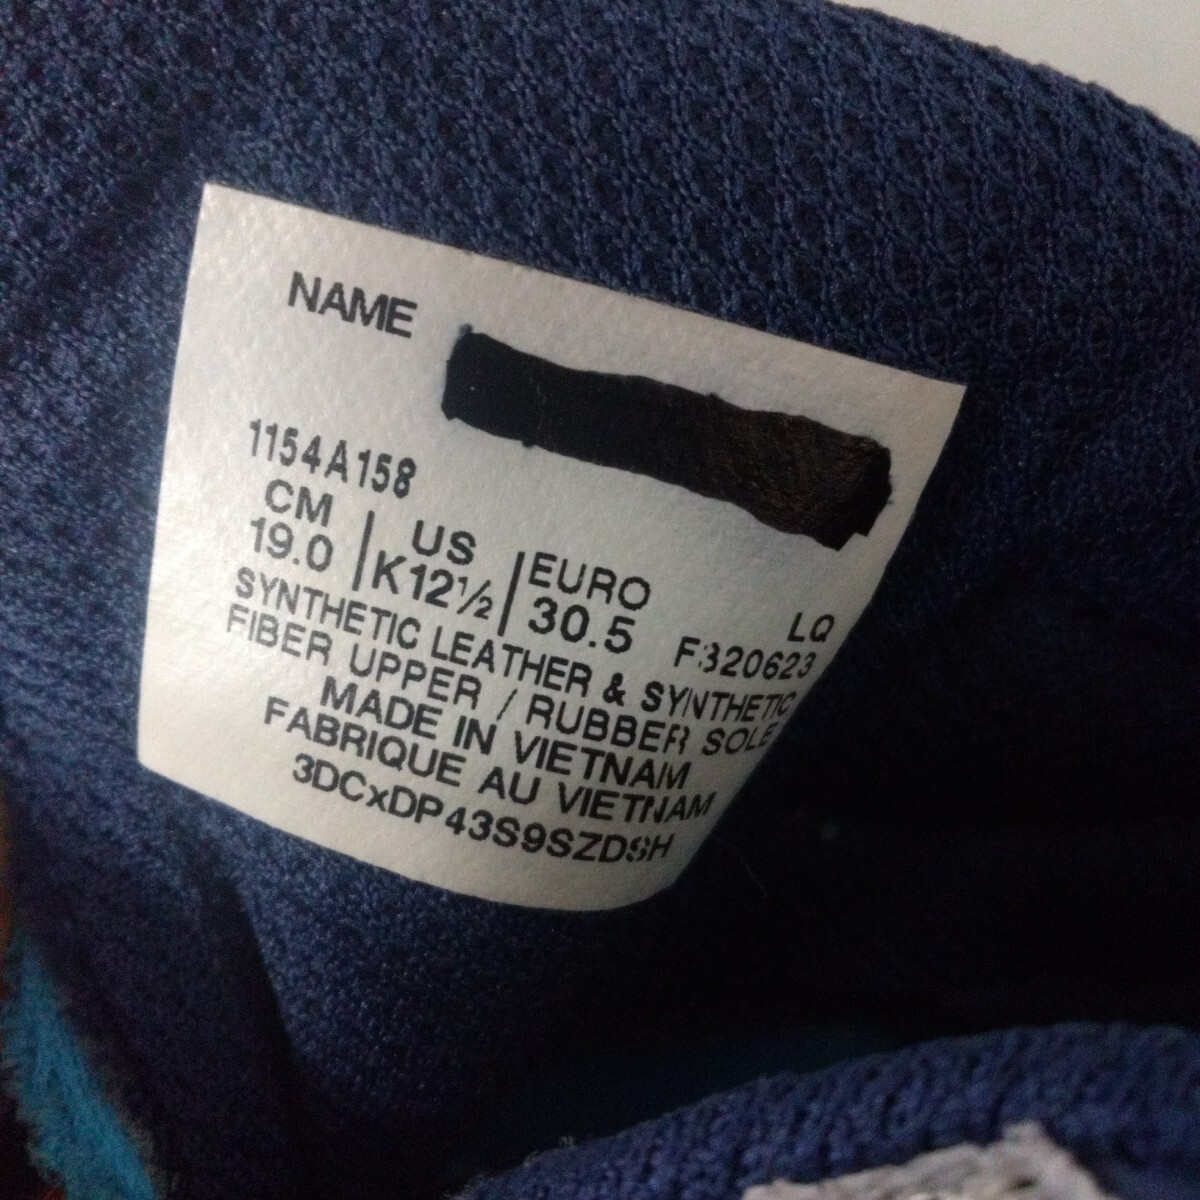 NAME
1154A158
CM US EURO LQ
19.0 K12½ 30.5 F320623
SYNTHETIC LEATHER & SYNTHETIC
FIBER UPPER / RUBBER SOLE
MADE IN VIETNAM
FABRIQUE AU VIETNAM
3DCxDP43S9SZDSH